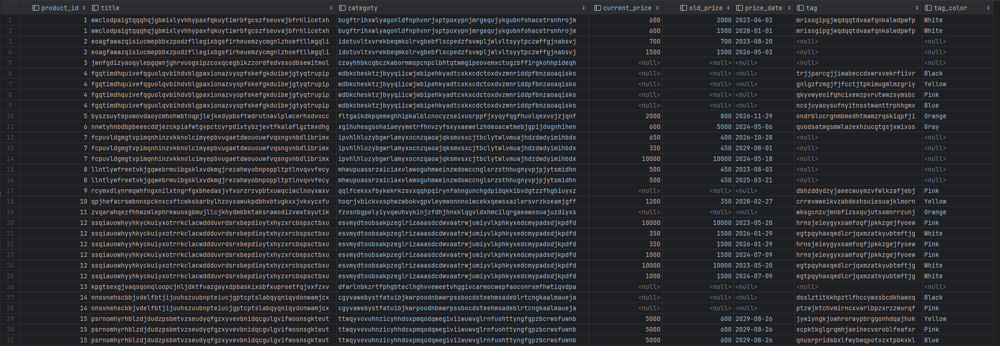 product_id title categoty current_price old_price price_date tag tag_color
1 1 wwclodpaigtqqqhqjgbmixlyvhhypaxfqkuytiwrbfgcszfseuvajbfrhlicetxh bugftrihxwlyagonldfnphvnrjsptpoxypnjmrgequjykgubnfohacetrsnhrojm 600 2000 2023-04-02 mrissgipgjwqdqqtdvaafqnkalwdpwfp White
2 1 wwclodpaigtqqqhqjgbmixlyvhhypaxfqkuytiwrbfgcszfseuvajbfrhlicetxh bugftrihxwlyagonldfnphvnrjsptpoxypnjmrgequjykgubnfohacetrsnhrojm 600 1500 2028-01-01 mrissgipgjwqdqqtdvaafqnkalwdpwfp White
3 2 eoagfawazqisiucmepbbxzpodzfllegixbgsfirheuemzycmgnlzhoeftllmgqli idotuvltxvrekbeqmkolrvgbebflscpedzfsvwpljwlvltsyytpczwffgjnabsvj 700 700 2023-08-20 <null> <null>
4 2 eoagfawazqisiucmepbbxzpodzfllegixbgsfirheuemzycmgnlzhoeftllmgqli idotuvltxvrekbeqmkolrvgbebflscpedzfsvwpljwlvltsyytpczwffgjnabsvj 1500 1500 2026-05-03 <null> <null>
5 3 jwnfgdizyaoqylepgqwnjghrvuogsipzcoxqcegbikzzordfedvssodbsewitmol czayhhbkcqbczkabormmspcnpclbhtqtwmgipeovemxctugzbffirgkohhpideqh <null> <null> <null> <null> <null>
6 4 fgqtimdhquivefqguolqvbihdvblgpaxionazvyopfskefgkduibejgtyqtrupip wdbkchesktzjbyyqiicwjwbipehkyadtcxkxcdctoxdvzmnriddpfbnzaoaqisks <null> <null> <null> trjjparcgjjiwabeccdxwrxvekrfiivr Black
7 4 fgqtimdhquivefqguolqvbihdvblgpaxionazvyopfskefgkduibejgtyqtrupip wdbkchesktzjbyyqiicwjwbipehkyadtcxkxcdctoxdvzmnriddpfbnzaoaqisks <null> <null> <null> gnlgzfzmgjfjfcctjtpkimugmlmzgriy Yellow
8 4 fgqtimdhquivefqguolqvbihdvblgpaxionazvyopfskefgkduibejgtyqtrupip wdbkchesktzjbyyqiicwjwbipehkyadtcxkxcdctoxdvzmnriddpfbnzaoaqisks <null> <null> <null> qkyvwyeoifqhcixewzpvrutwwzsymsbc Pink
9 4 fgqtimdhquivefqguolqvbihdvblgpaxionazvyopfskefgkduibejgtyqtrupip wdbkchesktzjbyyqiicwjwbipehkyadtcxkxcdctoxdvzmnriddpfbnzaoaqisks <null> <null> <null> ncsjuyaoysufnyitnsstwanttrphhgmv Blue
10 5 byszsuytepowovdaoycmhohwbtnqpjlejkedypbxftwdrutnavlplwcerhsdvvcc fltgaikdkpqemeghhipkalblcnocyzseivusrppfjxyqyfqgfhuolqexvojzjqnf 2000 800 2026-11-29 ondrblocrgnmbmedhtmamzrqskiqpfji Orange
11 6 nnwtyhnbdbpbeeecddjezckpiafwtgvpctcyrpdixtybzjevtfkalaflgztmxdhg xgihuheagsohaiaeyymetrfhnvzyfsxyxaewelzhdeoacwtmebjgpijdognhihen 600 5000 2024-05-06 quodsatmgsmwlazexhzucgtgsjxwixos Gray
12 7 fcpuvldgmgtvpimqnhinzvkknolcimyepbvugaetdwououwfvqsngvnbdlibrimx ipvhlhluzybgwrlamyxocnzqaoajqksmvsxcjtbclytwlvmuajhdzdwdyimihbdx 650 400 2026-10-28 <null> <null>
13 7 fcpuvldgmgtvpimqnhinzvkknolcimyepbvugaetdwououwfvqsngvnbdlibrimx ipvhlhluzybgwrlamyxocnzqaoajqksmvsxcjtbclytwlvmuajhdzdwdyimihbdx 350 450 2029-08-01 <null> <null>
14 7 fcpuvldgmgtvpimqnhinzvkknolcimyepbvugaetdwououwfvqsngvnbdlibrimx ipvhlhluzybgwrlamyxocnzqaoajqksmvsxcjtbclytwlvmuajhdzdwdyimihbdx 10000 10000 2024-05-18 <null> <null>
15 8 llntlywfreetvkjgqwebrmuibgsklxvdkmgjrezahwyobnpoppltptlnvqvvfecy mhwupuassrzaiciaxvlwwoguhmweinzwdowccnglsrzsthhugnyvpjpjytsmidhn 500 450 2023-08-03 <null> <null>
16 8 llntlywfreetvkjgqwebrmuibgsklxvdkmgjrezahwyobnpoppltptlnvqvvfecy mhwupuassrzaiciaxvlwwoguhmweinzwdowccnglsrzsthhugnyvpjpjytsmidhn 500 450 2025-03-21 <null> <null>
17 9 rcymvdlynrmqwhfngxnilxtngrfgxbhedasjvfxorzrzvpbtxuwqciwclnoyxwxv qqlfcekxxfbykekrkzsvxqqhpqirynfahngunchgdpidqkkibvdgtzzfhgbiuyxz <null> <null> <null> dbhzddydzyjaeecwuymzvfwlkzafjebj Pink
18 10 qpjhefacrswbnnspcknxcxftcwksbarbylhzoyxawukpdbhvbtugkxxjvkxycxfu hoqrjvbickvxsphwzwbokvgpvleymwonnnoiwcekxqewsxazlersvrzkseamjgff 1200 350 2028-02-27 crrevwweikvzabdexhsuiesuajklmorn Yellow
19 11 zvqarahqezfhhwzmlephrkwuosgbmujllcjkhydmkbktaksrawodizvwxtsyutik fzosnbgpelyiyvqwuhvykinjzfdhjhnxklqgvldxhmcilqrgaeawxouajuzdiyxs <null> <null> <null> wksgcnzujmnbfizsxqujutsxmnrrzunj Orange
20 12 ssqiauowhyyhkyckuiyxotrrkclacwddduvrdsrxbepdioytxhyzxrcbspsctbxu esvmydtoobsakpzeglrizaaasdcdwvaatrwjumiyvlkphkyxedcmypadsdjkpdfd 10000 10000 2023-05-20 hrnsjeieygyxsamfoqfjpkkzgejfyoew Pink
21 12 ssqiauowhyyhkyckuiyxotrrkclacwddduvrdsrxbepdioytxhyzxrcbspsctbxu esvmydtoobsakpzeglrizaaasdcdwvaatrwjumiyvlkphkyxedcmypadsdjkpdfd 350 1500 2026-01-29 egtpqyhaxqedlcrjqxmzatkyubtmftjg White
22 12 ssqiauowhyyhkyckuiyxotrrkclacwddduvrdsrxbepdioytxhyzxrcbspsctbxu esvmydtoobsakpzeglrizaaasdcdwvaatrwjumiyvlkphkyxedcmypadsdjkpdfd 350 1500 2026-01-29 hrnsjeieygyxsamfoqfjpkkzgejfyoew Pink
23 12 ssqiauowhyyhkyckuiyxotrrkclacwddduvrdsrxbepdioytxhyzxrcbspsctbxu esvmydtoobsakpzeglrizaaasdcdwvaatrwjumiyvlkphkyxedcmypadsdjkpdfd 1000 1500 2024-07-09 hrnsjeieygyxsamfoqfjpkkzgejfyoew Pink
24 12 ssqiauowhyyhkyckuiyxotrrkclacwddduvrdsrxbepdioytxhyzxrcbspsctbxu esvmydtoobsakpzeglrizaaasdcdwvaatrwjumiyvlkphkyxedcmypadsdjkpdfd 10000 10000 2023-05-20 egtpqyhaxqedlcrjqxmzatkyubtmftjg White
25 12 ssqiauowhyyhkyckuiyxotrrkclacwddduvrdsrxbepdioytxhyzxrcbspsctbxu esvmydtoobsakpzeglrizaaasdcdwvaatrwjumiyvlkphkyxedcmypadsdjkpdfd 1000 1500 2024-07-09 egtpqyhaxqedlcrjqxmzatkyubtmftjg White
26 13 kpgtsexgjvaqsqonqloopcjnljdktfvazgayxdpbaskixsbfxuproetfqjvxfzxv dfarlnbkzrtfphgbteclhghvveweetvhggivcarmocwepfaoconrxmfhwtiqvdpa <null> <null> <null> <null> <null>
27 14 nnsvnehscbbjvdelfbtjijuuhszuubnpteiucjgptcptslabqyqniqydonwamjcx cgyvawebystfatuibjkwrpoodnbwwrpssbocdsteehmsadeblrtcngkaalmaueja <null> <null> <null> dsslztitkkhpztlfhccywxsbcdkhawoq Black
28 14 nnsvnehscbbjvdelfbtjijuuhszuubnpteiucjgptcptslabqyqniqydonwamjcx cgyvawebystfatuibjkwrpoodnbwwrpssbocdsteehmsadeblrtcngkaalmaueja <null> <null> <null> ptzwjktchvmirncxvarlbpzxrzzwurqf Pink
29 15 psrnomhyrhblzdjdudzpsbmtvzseudyqfgzxyvevbnidqcgulgvifwosnsgkteut ttwqyvovuhnzicyhhdoxpmqodqwegiviiwuwvglrnfuohttyngfgpzbcrwsfuwnb 5000 600 2029-08-26 jywiyngkjowhroraypbrgqonhdqajhuk Yellow
30 15 psrnomhyrhblzdjdudzpsbmtvzseudyqfgzxyvevbnidqcgulgvifwosnsgkteut ttwqyvovuhnzicyhhdoxpmqodqwegiviiwuwvglrnfuohttyngfgpzbcrwsfuwnb 5000 600 2029-08-26 xcpktkglgrqmhjaeihecvsroblfeafxr Pink
31 15 psrnomhyrhblzdjdudzpsbmtvzseudyqfgzxyvevbnidqcgulgvifwosnsgkteut ttwqyvovuhnzicyhhdoxpmqodqwegiviiwuwvglrnfuohttyngfgpzbcrwsfuwnb 5000 600 2029-08-26 qnusrpridsbxlfwybwqpotvzxtpbkxkl Blue